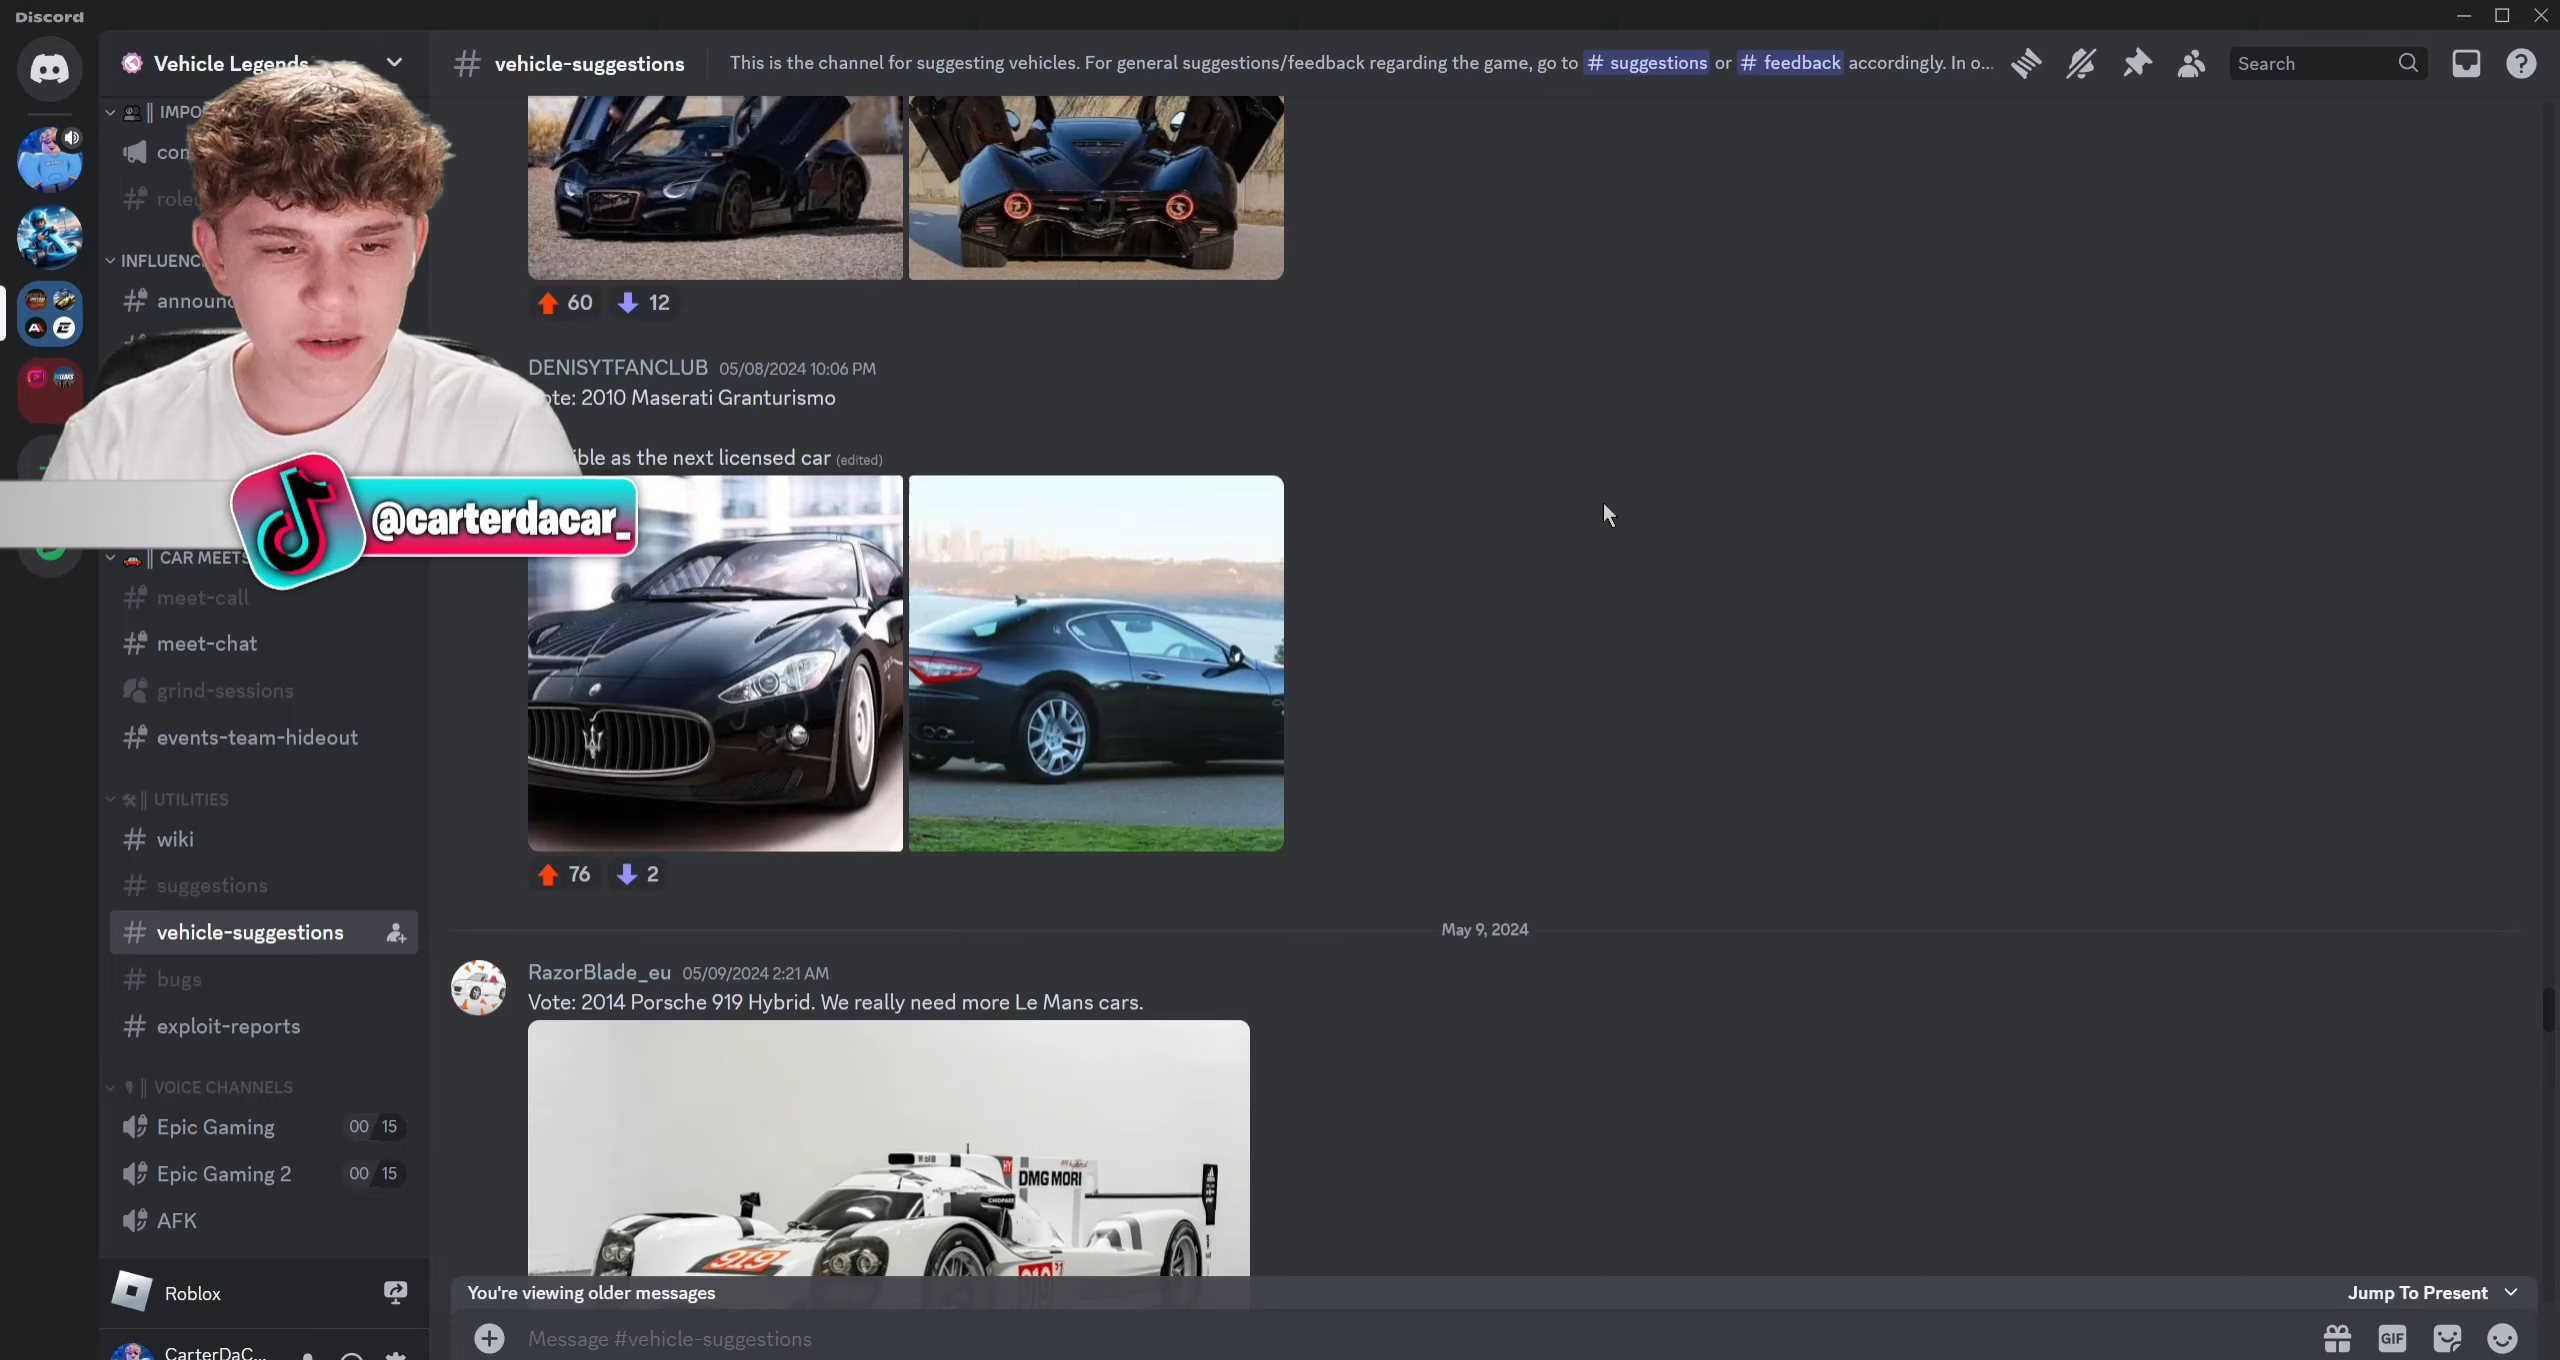 Discord
Vehicle Legends
# vehicle-suggestions
This is the channel for suggesting vehicles. For general suggestions/feedback regarding the game, go to # suggestions or # feedback accordingly. In o...
Search
INFLUENC
announc
CAR MEETS
meet-call
meet-chat
grind-sessions
events-team-hideout
UTILITIES
wiki
suggestions
vehicle-suggestions
bugs
exploit-reports
VOICE CHANNELS
Epic Gaming 00 15
Epic Gaming 2 00 15
AFK
Roblox
CarterDaC...
@carterdacar_
60 12
DENISYTFANCLUB 05/08/2024 10:06 PM
ote: 2010 Maserati Granturismo
ible as the next licensed car (edited)
76 2
May 9, 2024
RazorBlade_eu 05/09/2024 2:21 AM
Vote: 2014 Porsche 919 Hybrid. We really need more Le Mans cars.
DMG MORI
919
You're viewing older messages
Jump To Present
Message #vehicle-suggestions
GIF